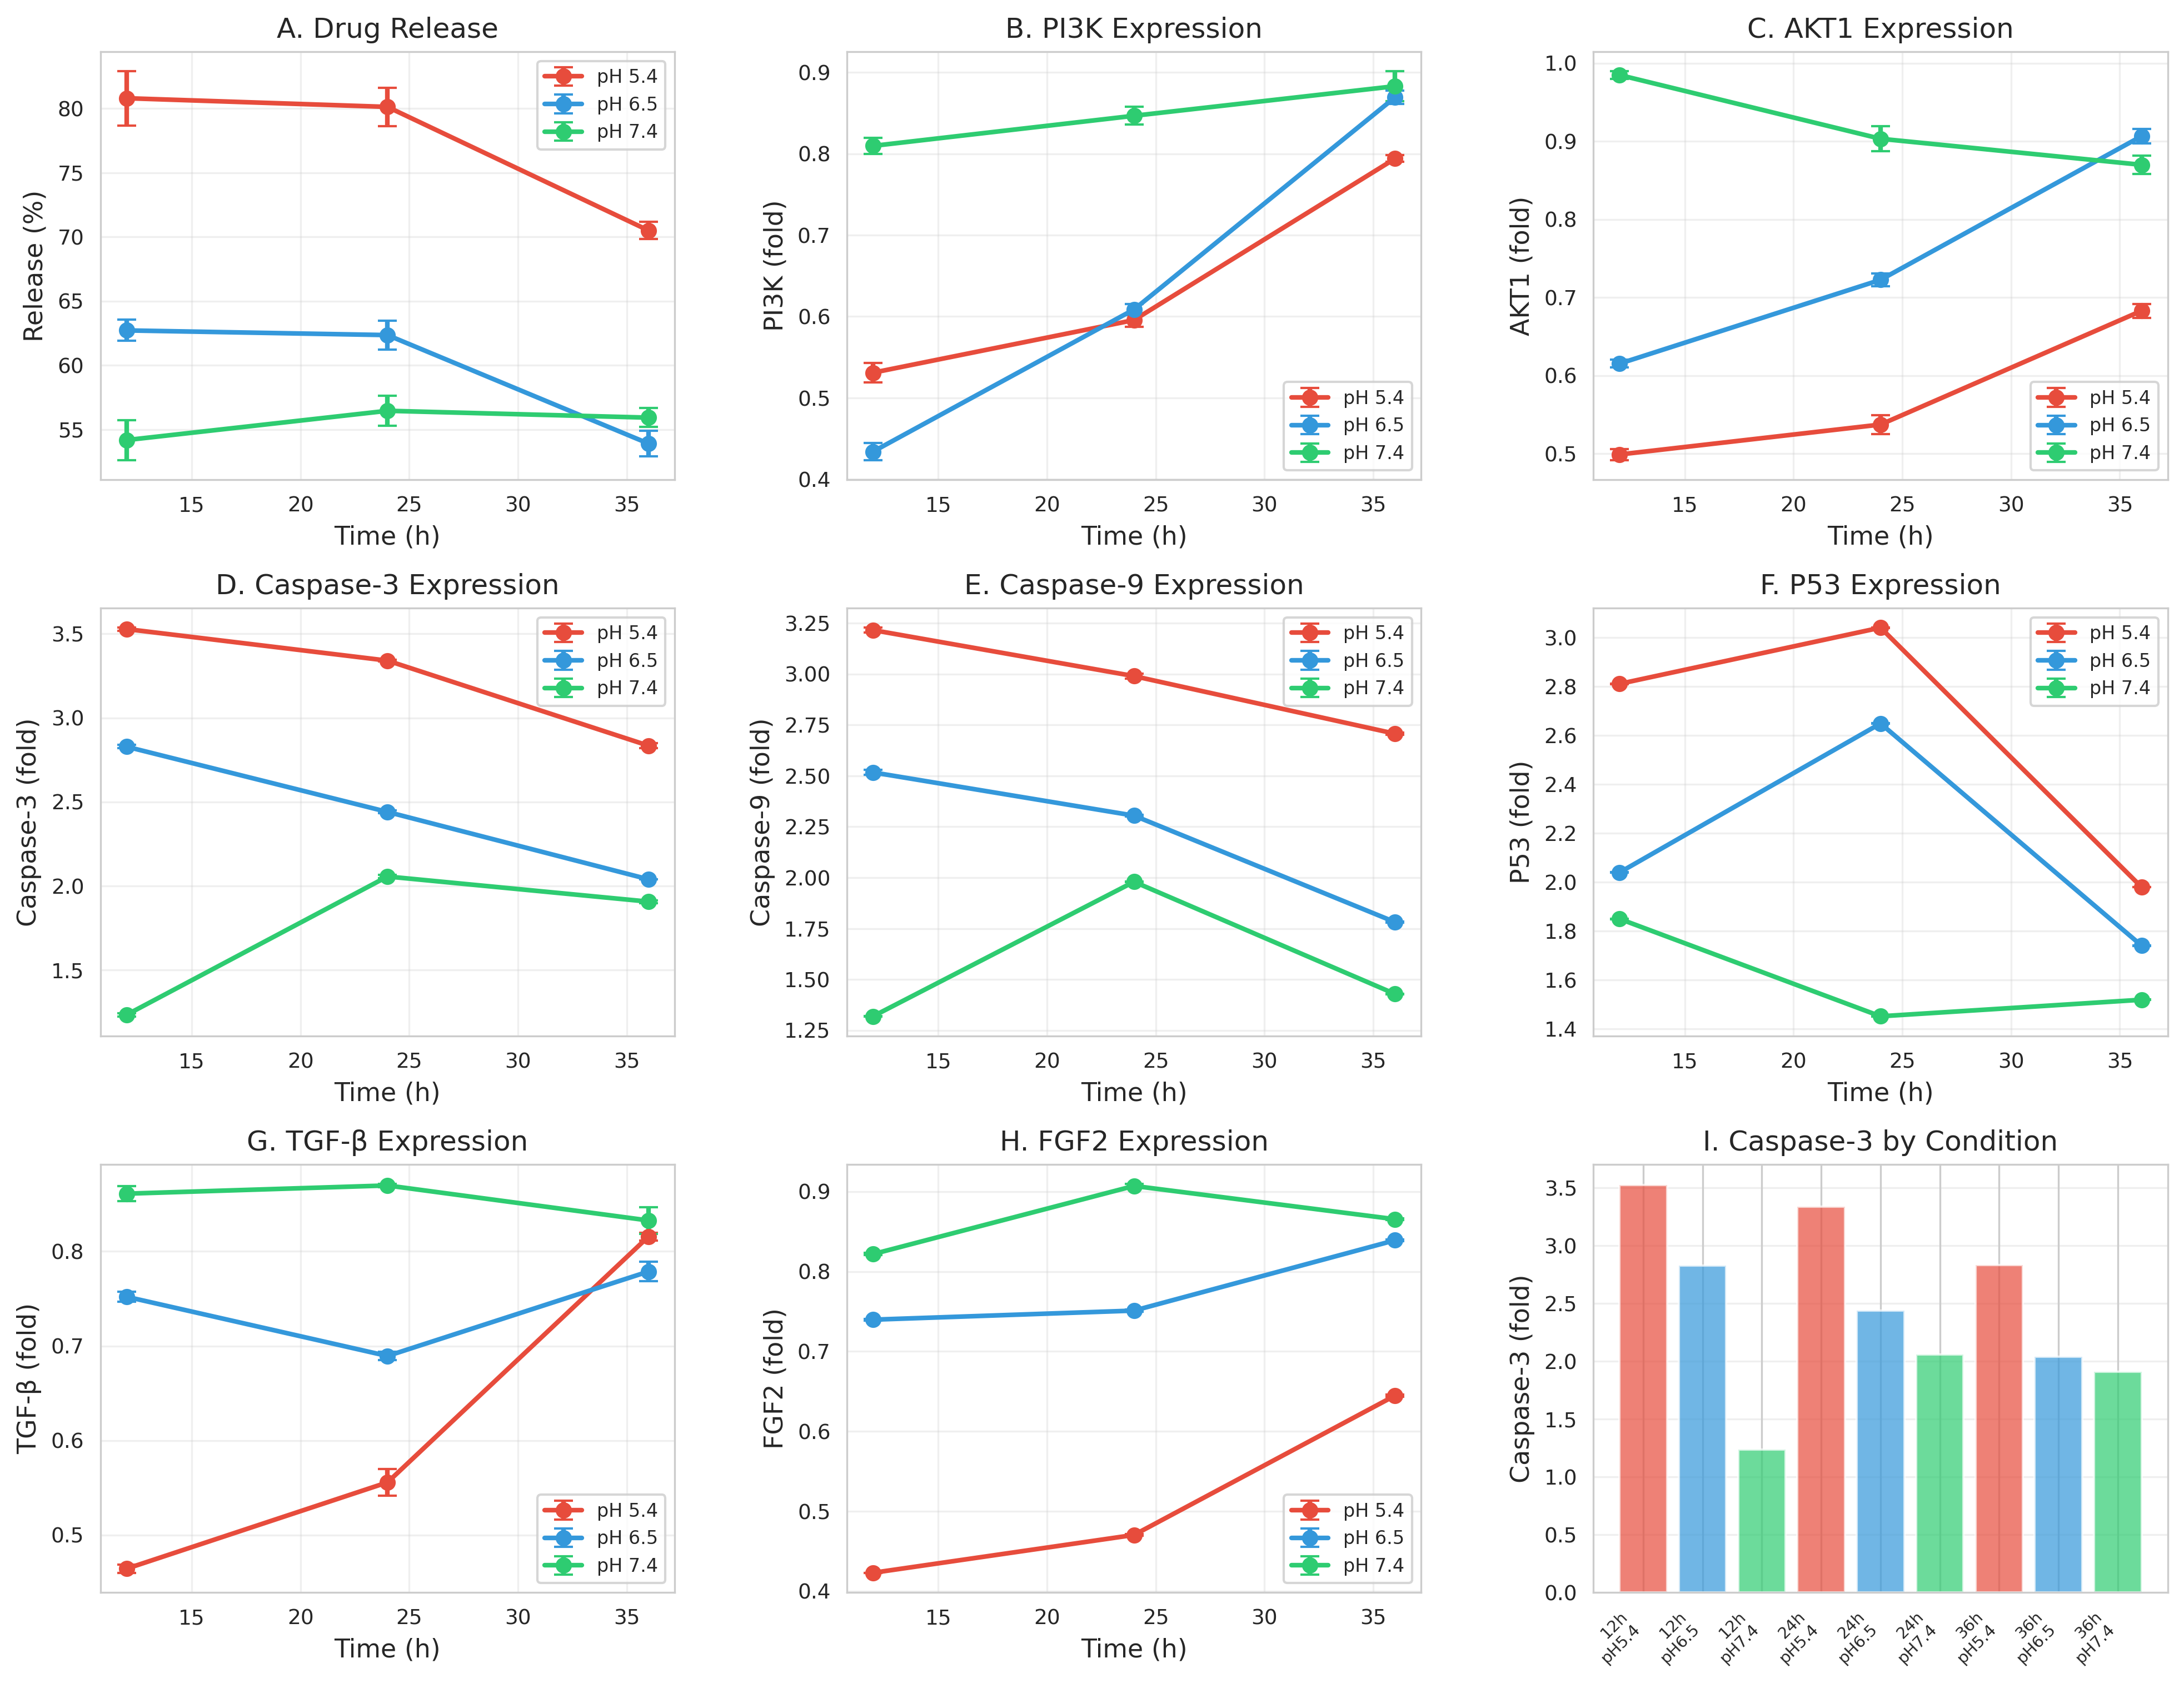 A. Drug Release
Release (%)
80
75
70
65
60
55
pH 5.4
pH 6.5
pH 7.4
15 20 25 30 35
Time (h)
B. PI3K Expression
PI3K (fold)
0.9
0.8
0.7
0.6
0.5
0.4
pH 5.4
pH 6.5
pH 7.4
15 20 25 30 35
Time (h)
C. AKT1 Expression
AKT1 (fold)
1.0
0.9
0.8
0.7
0.6
0.5
pH 5.4
pH 6.5
pH 7.4
15 20 25 30 35
Time (h)
D. Caspase-3 Expression
Caspase-3 (fold)
3.5
3.0
2.5
2.0
1.5
pH 5.4
pH 6.5
pH 7.4
15 20 25 30 35
Time (h)
E. Caspase-9 Expression
Caspase-9 (fold)
3.25
3.00
2.75
2.50
2.25
2.00
1.75
1.50
1.25
pH 5.4
pH 6.5
pH 7.4
15 20 25 30 35
Time (h)
F. P53 Expression
P53 (fold)
3.0
2.8
2.6
2.4
2.2
2.0
1.8
1.6
1.4
pH 5.4
pH 6.5
pH 7.4
15 20 25 30 35
Time (h)
G. TGF-β Expression
TGF-β (fold)
0.8
0.7
0.6
0.5
pH 5.4
pH 6.5
pH 7.4
15 20 25 30 35
Time (h)
H. FGF2 Expression
FGF2 (fold)
0.9
0.8
0.7
0.6
0.5
0.4
pH 5.4
pH 6.5
pH 7.4
15 20 25 30 35
Time (h)
I. Caspase-3 by Condition
Caspase-3 (fold)
3.5
3.0
2.5
2.0
1.5
1.0
0.5
0.0
12h
pH5.4
12h
pH6.5
12h
pH7.4
24h
pH5.4
24h
pH6.5
24h
pH7.4
36h
pH5.4
36h
pH6.5
36h
pH7.4